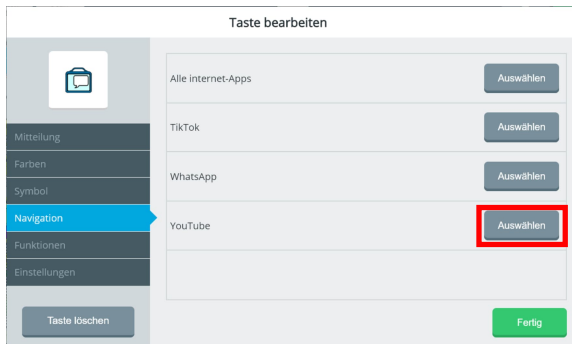 Taste bearbeiten
Mitteilung
Farben
Symbol
Navigation
Funktionen
Einstellungen
Taste löschen
Alle internet-Apps Auswählen
TikTok Auswählen
WhatsApp Auswählen
YouTube Auswählen
Fertig